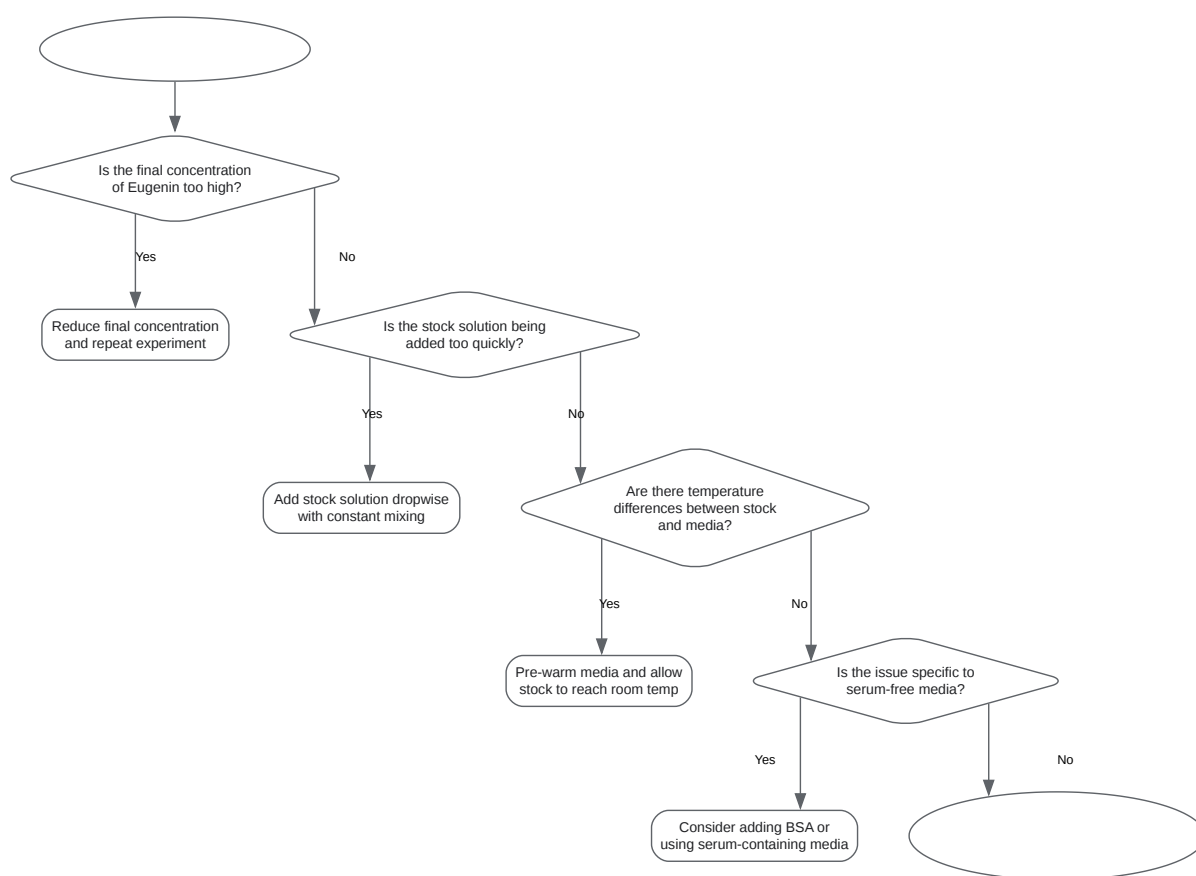 Is the final concentration
of Eugenin too high?
Yes
No
Reduce final concentration
and repeat experiment
Is the stock solution being
added too quickly?
Yes
No
Add stock solution dropwise
with constant mixing
Are there temperature
differences between stock
and media?
Yes
No
Pre-warm media and allow
stock to reach room temp
Is the issue specific to
serum-free media?
Yes
No
Consider adding BSA or
using serum-containing media